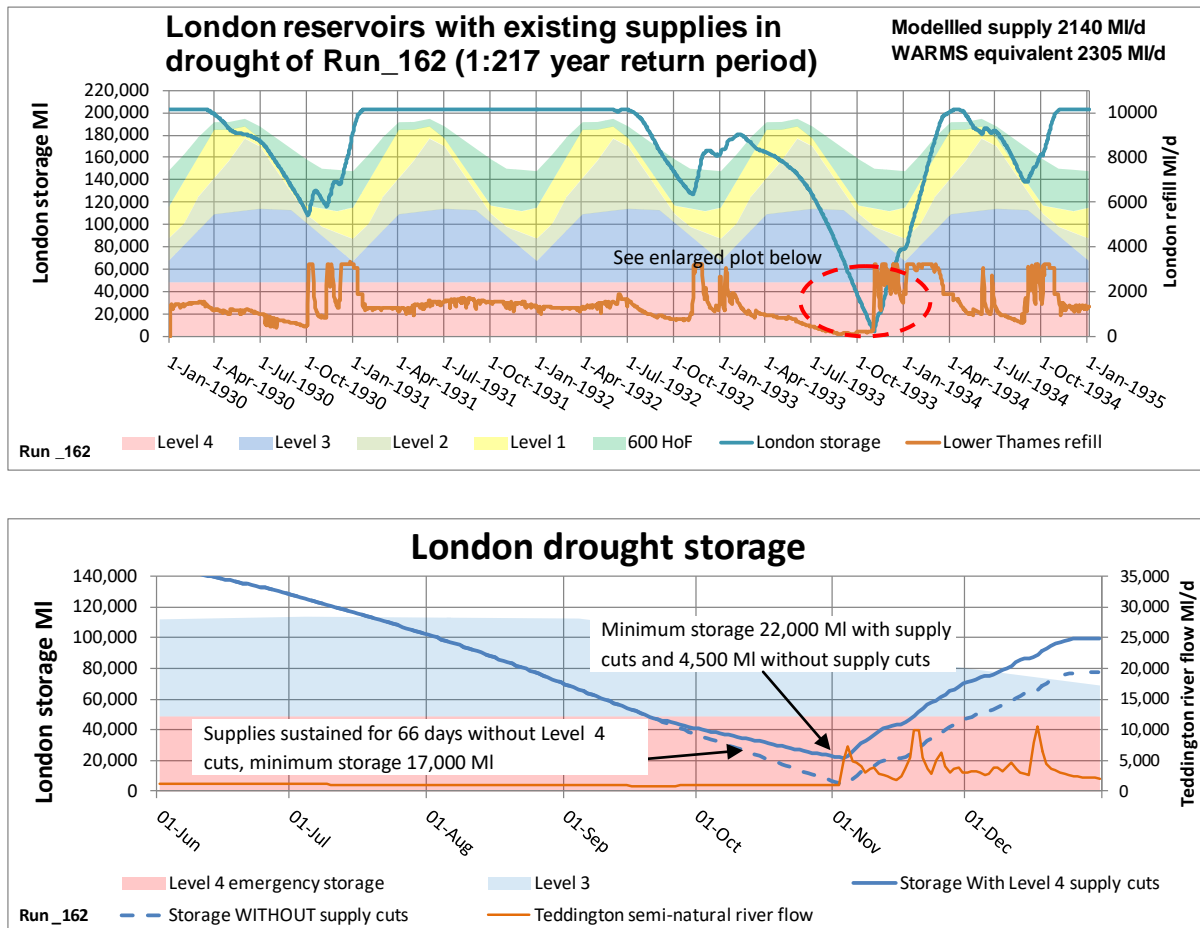 London reservoirs with existing supplies in
drought of Run_162 (1:217 year return period)
Modellled supply 2140 Ml/d
WARMS equivalent 2305 Ml/d
London storage Ml
220,000
200,000
180,000
160,000
140,000
120,000
100,000
80,000
60,000
40,000
20,000
0
See enlarged plot below
10000
8000
6000
4000
2000
0
London refill Ml/d
1-Jan-1930
1-Apr-1930
1-Jul-1930
1-Oct-1930
1-Jan-1931
1-Apr-1931
1-Jul-1931
1-Oct-1931
1-Jan-1932
1-Apr-1932
1-Jul-1932
1-Oct-1932
1-Jan-1933
1-Apr-1933
1-Jul-1933
1-Oct-1933
1-Jan-1934
1-Apr-1934
1-Jul-1934
1-Oct-1934
1-Jan-1935
Run _162
Level 4
Level 3
Level 2
Level 1
600 HoF
London storage
Lower Thames refill
London drought storage
London storage Ml
140,000
120,000
100,000
80,000
60,000
40,000
20,000
0
Minimum storage 22,000 Ml with supply
cuts and 4,500 Ml without supply cuts
Supplies sustained for 66 days without Level 4
cuts, minimum storage 17,000 Ml
35,000
30,000
25,000
20,000
15,000
10,000
5,000
0
Teddington river flow Ml/d
01-Jun
01-Jul
01-Aug
01-Sep
01-Oct
01-Nov
01-Dec
Level 4 emergency storage
Level 3
Storage With Level 4 supply cuts
Run _162
Storage WITHOUT supply cuts
Teddington semi-natural river flow